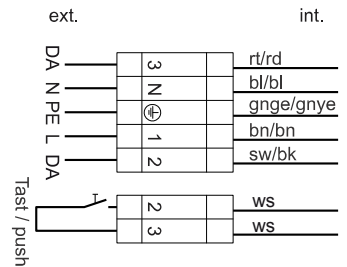 ext. int.
DA 3 rt/rd
N N bl/bl
PE gnge/gnye
L 1 bn/bn
DA 2 sw/bk
Tast / push
2 ws
3 ws